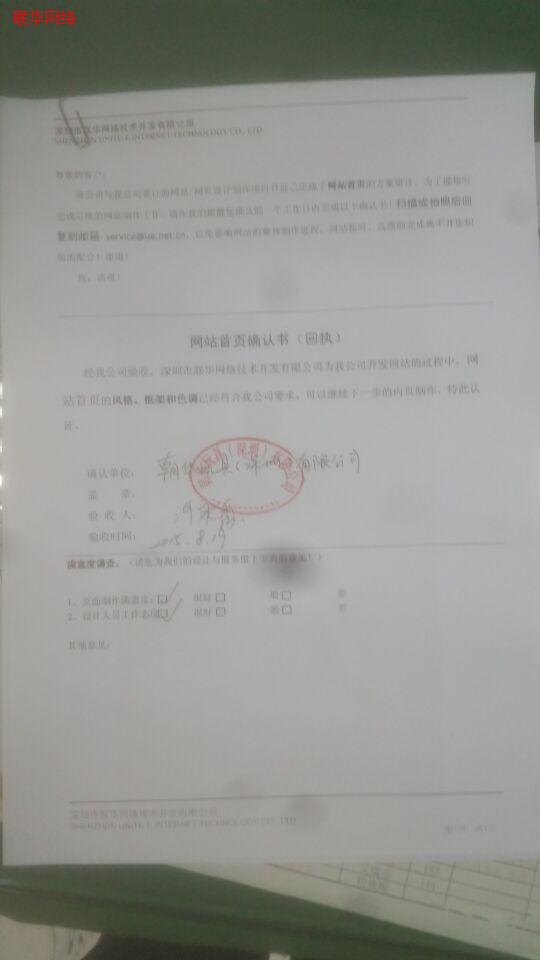 联华网络
深圳市联华网络技术开发有限公司
SHENZHEN UNITE-E INTERNET TECHNOLOGY CO., LTD
尊敬的客户:
贵公司与我公司签订的网站/网页设计制作项目目前已完成了网站首页的方案设计,为了能按时
完成后续的网站制作工作,请在我们提醒您确认的一个工作日内完成以下确认书!扫描或拍照后回
复到邮箱 service@ue.net.cn,以免影响网站的整体制作进程,网站按时、高质的完成离不开您积
极的配合!谢谢!
祝:商祺!
网站首页确认书(回执)
经我公司验收,深圳市联华网络技术开发有限公司为我公司开发网站的过程中,网
站首页的风格、框架和色调已经符合我公司要求,可以继续下一步的内页制作,特此认
证。
确认单位: 玩具(深圳)有限公司
盖 章:
验 收 人:
验收时间: 2015.8.19
满意度调查:(请您为我们的设计与服务留下宝贵的意见!)
1、页面制作满意度: 很好 一般 差
2、设计人员工作态度 很好 一般 差
其他意见:
深圳市联华网络技术开发有限公司
SHENZHEN UNITE-E INTERNET TECHNOLOGY CO., LTD
第1页 共1页